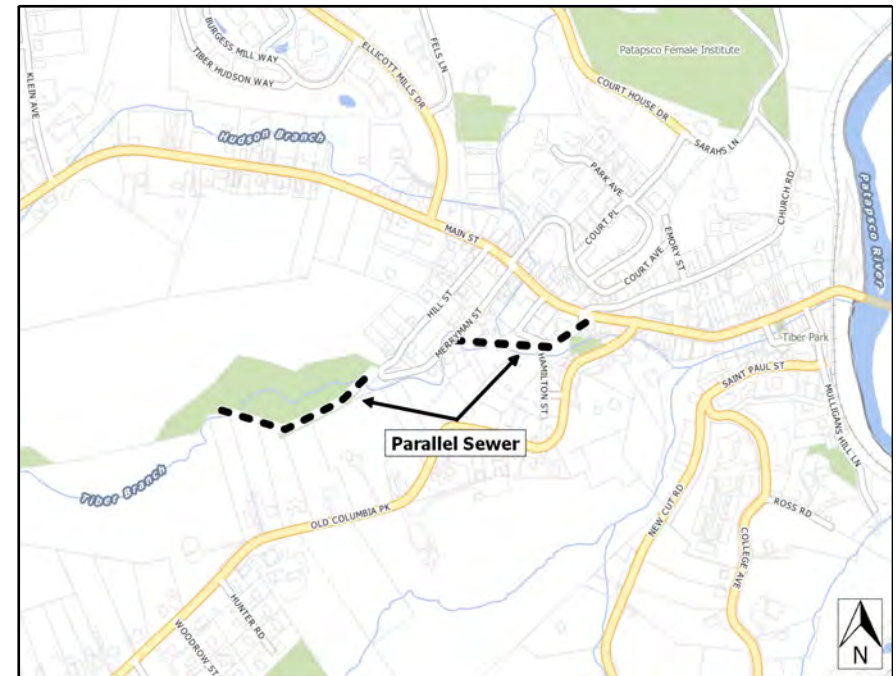 BURGESS MILL WAY
TIBER HUDSON WAY
KLEIN AVE
ELLICOTT MILLS DR
FELS LN
Patapsco Female Institute
COURT HOUSE DR
SARAHS LN
Hudson Branch
PARK AVE
CHURCH RD
Patapsco River
MAIN ST
COURT PL
EMORY ST
COURT AVE
HILL ST
MERRYMAN ST
Tiber Park
HAMILTON ST
SAINT PAUL ST
MULLIGANS HILL LN
Parallel Sewer
Tiber Branch
OLD COLUMBIA PK
NEW CUT RD
ROSS RD
COLLEGE AVE
HUNTER RD
WOODROW ST
N